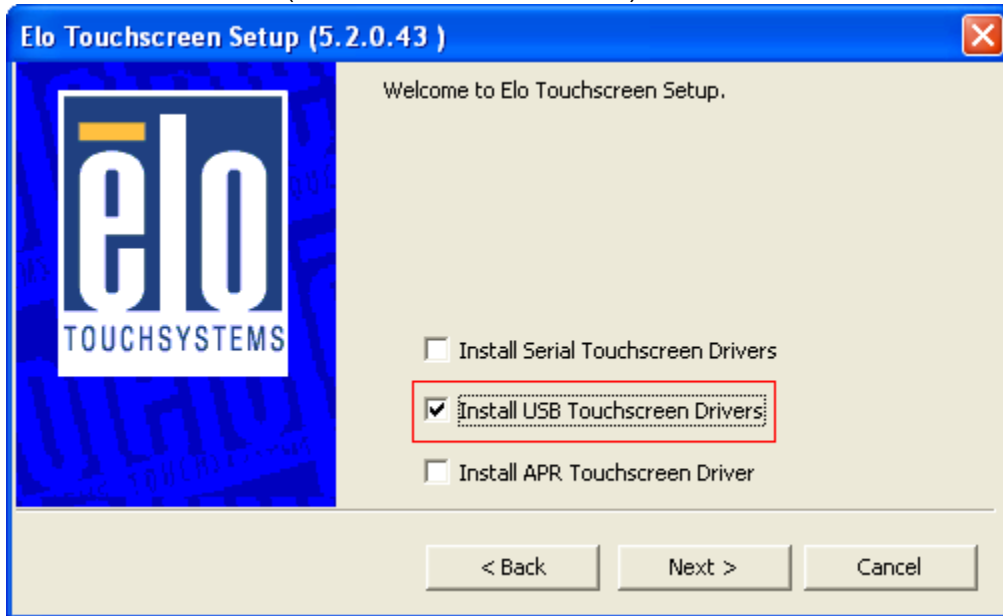 Elo Touchscreen Setup (5.2.0.43 )
Welcome to Elo Touchscreen Setup.
ēlo
TOUCHSYSTEMS
Install Serial Touchscreen Drivers
Install USB Touchscreen Drivers
Install APR Touchscreen Driver
< Back
Next >
Cancel